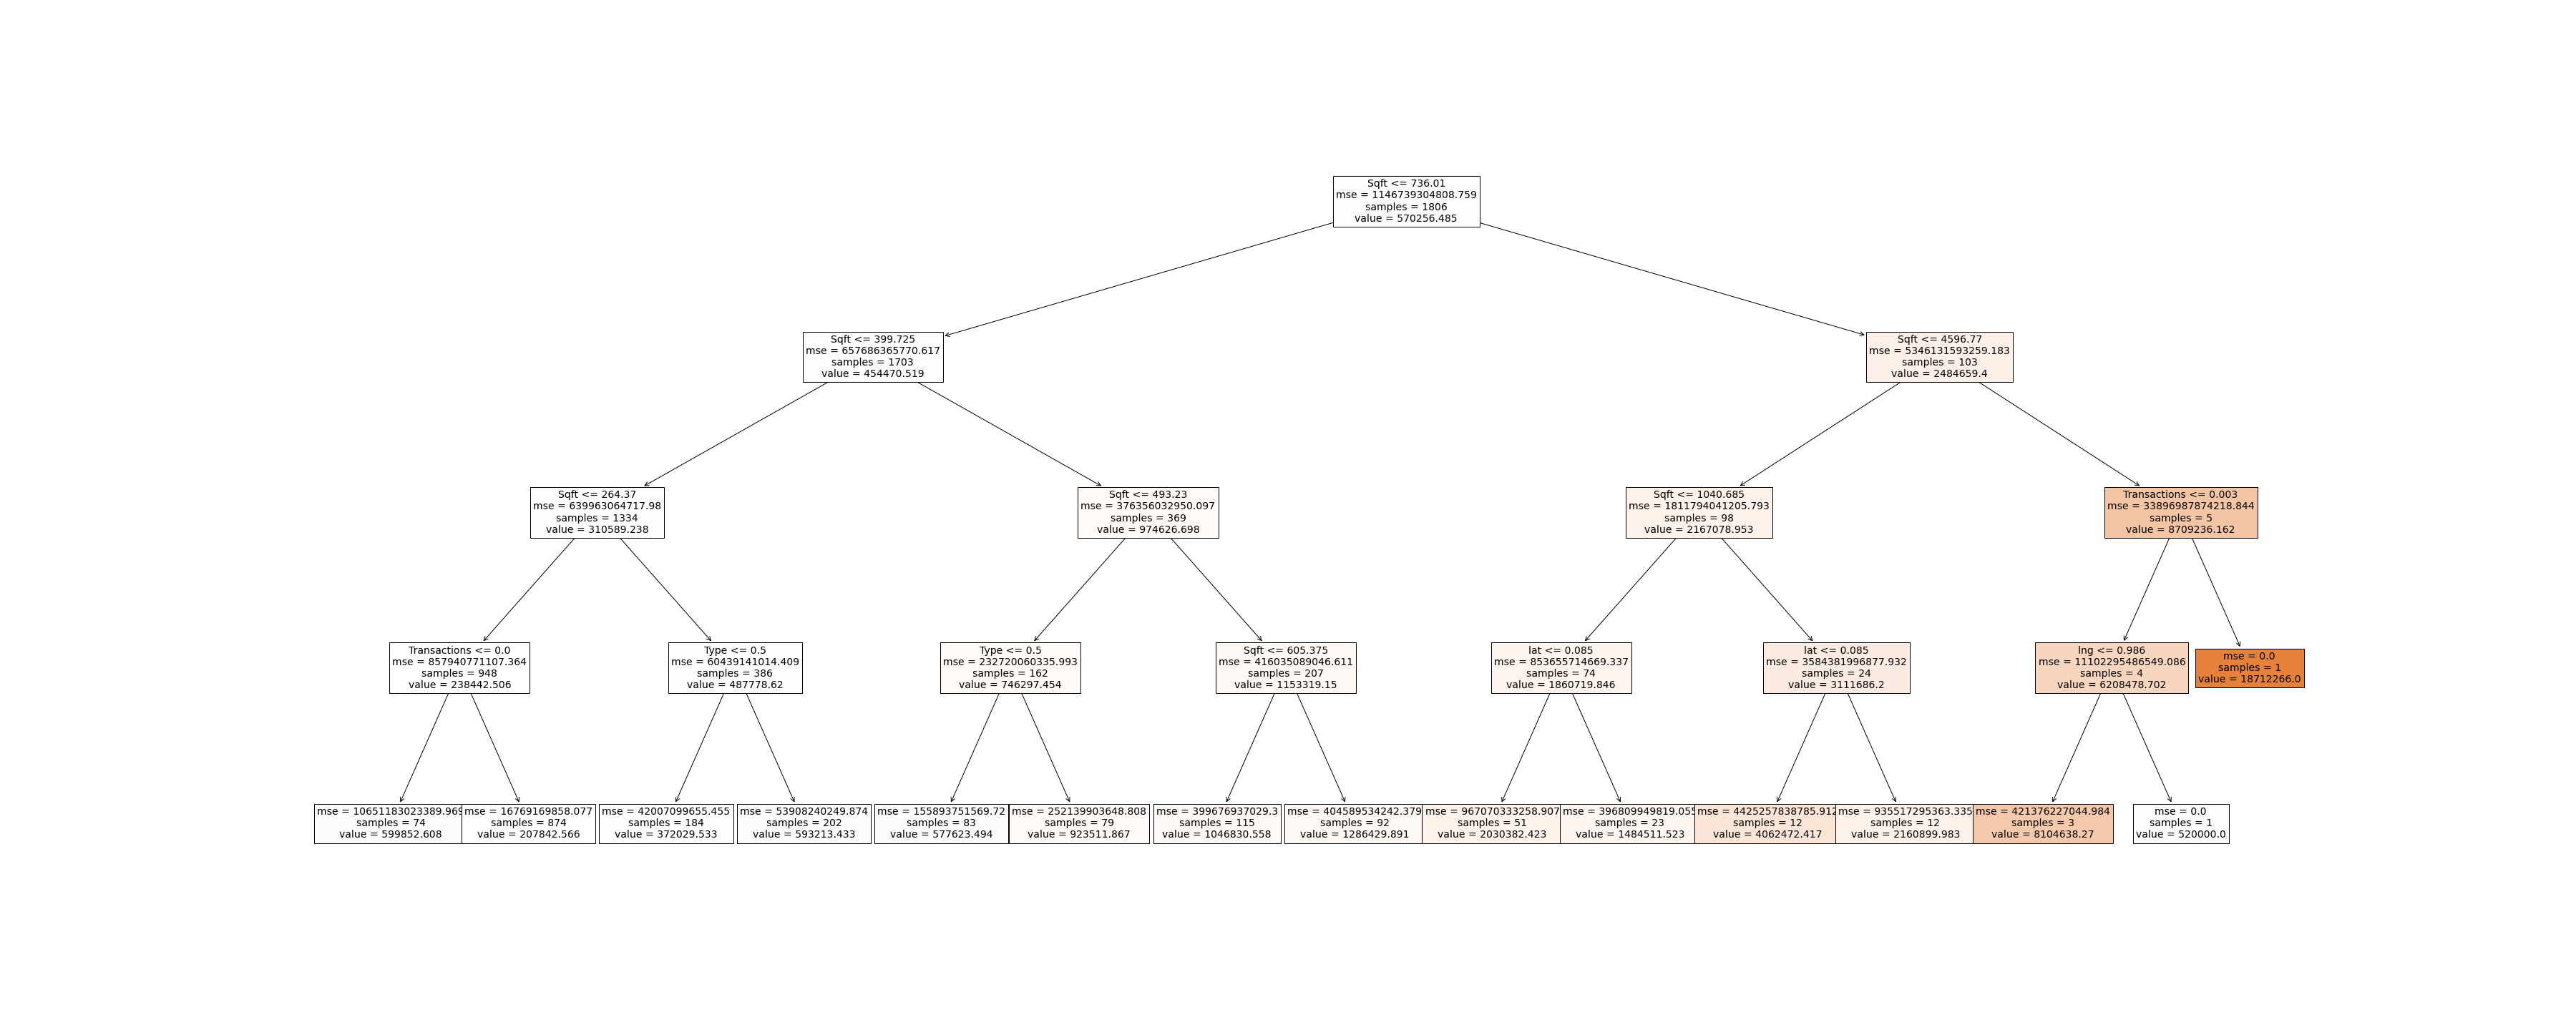 Sqft <= 736.01
mse = 1146739304808.759
samples = 1806
value = 570256.485
Sqft <= 399.725
mse = 657686365770.617
samples = 1703
value = 454470.519
Sqft <= 4596.77
mse = 5346131593259.183
samples = 103
value = 2484659.4
Sqft <= 264.37
mse = 639963064717.98
samples = 1334
value = 310589.238
Sqft <= 493.23
mse = 376356032950.097
samples = 369
value = 974626.698
Sqft <= 1040.685
mse = 1811794041205.793
samples = 98
value = 2167078.953
Transactions <= 0.003
mse = 33896987874218.844
samples = 5
value = 8709236.162
Transactions <= 0.0
mse = 857940771107.364
samples = 948
value = 238442.506
Type <= 0.5
mse = 60439141014.409
samples = 386
value = 487778.62
Type <= 0.5
mse = 232720060335.993
samples = 162
value = 746297.454
Sqft <= 605.375
mse = 416035089046.611
samples = 207
value = 1153319.15
lat <= 0.085
mse = 853655714669.337
samples = 74
value = 1860719.846
lat <= 0.085
mse = 3584381996877.932
samples = 24
value = 3111686.2
lng <= 0.986
mse = 11102295486549.086
samples = 4
value = 6208478.702
mse = 0.0
samples = 1
value = 18712266.0
mse = 10651183023389.969
samples = 74
value = 599852.608
mse = 16769169858.077
samples = 874
value = 207842.566
mse = 42007099655.455
samples = 184
value = 372029.533
mse = 53908240249.874
samples = 202
value = 593213.433
mse = 155893751569.72
samples = 83
value = 577623.494
mse = 252139903648.808
samples = 79
value = 923511.867
mse = 399676937029.3
samples = 115
value = 1046830.558
mse = 404589534242.379
samples = 92
value = 1286429.891
mse = 967070333258.907
samples = 51
value = 2030382.423
mse = 396809949819.055
samples = 23
value = 1484511.523
mse = 4425257838785.912
samples = 12
value = 4062472.417
mse = 935517295363.335
samples = 12
value = 2160899.983
mse = 421376227044.984
samples = 3
value = 8104638.27
mse = 0.0
samples = 1
value = 520000.0